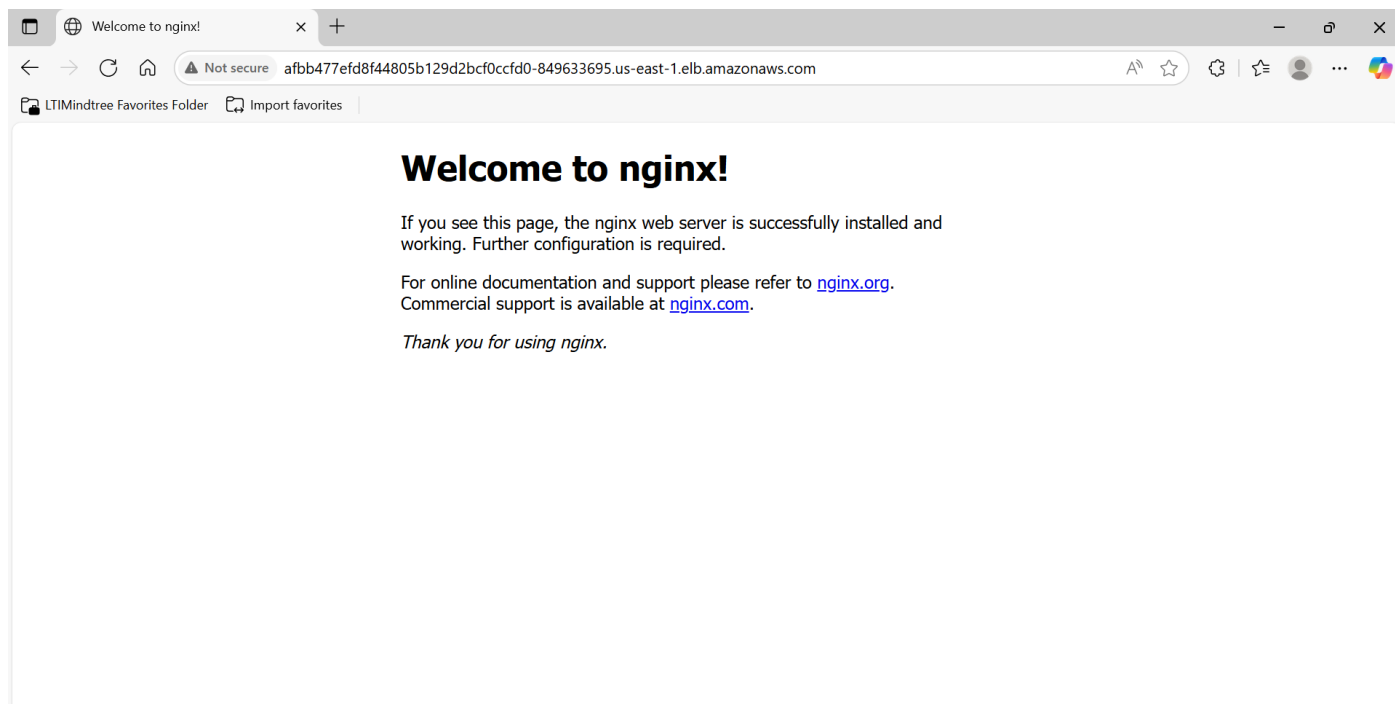 Welcome to nginx!
Not secure afbb477efd8f44805b129d2bcf0ccfd0-849633695.us-east-1.elb.amazonaws.com
LTIMindtree Favorites Folder Import favorites
Welcome to nginx!
If you see this page, the nginx web server is successfully installed and
working. Further configuration is required.
For online documentation and support please refer to nginx.org.
Commercial support is available at nginx.com.
Thank you for using nginx.